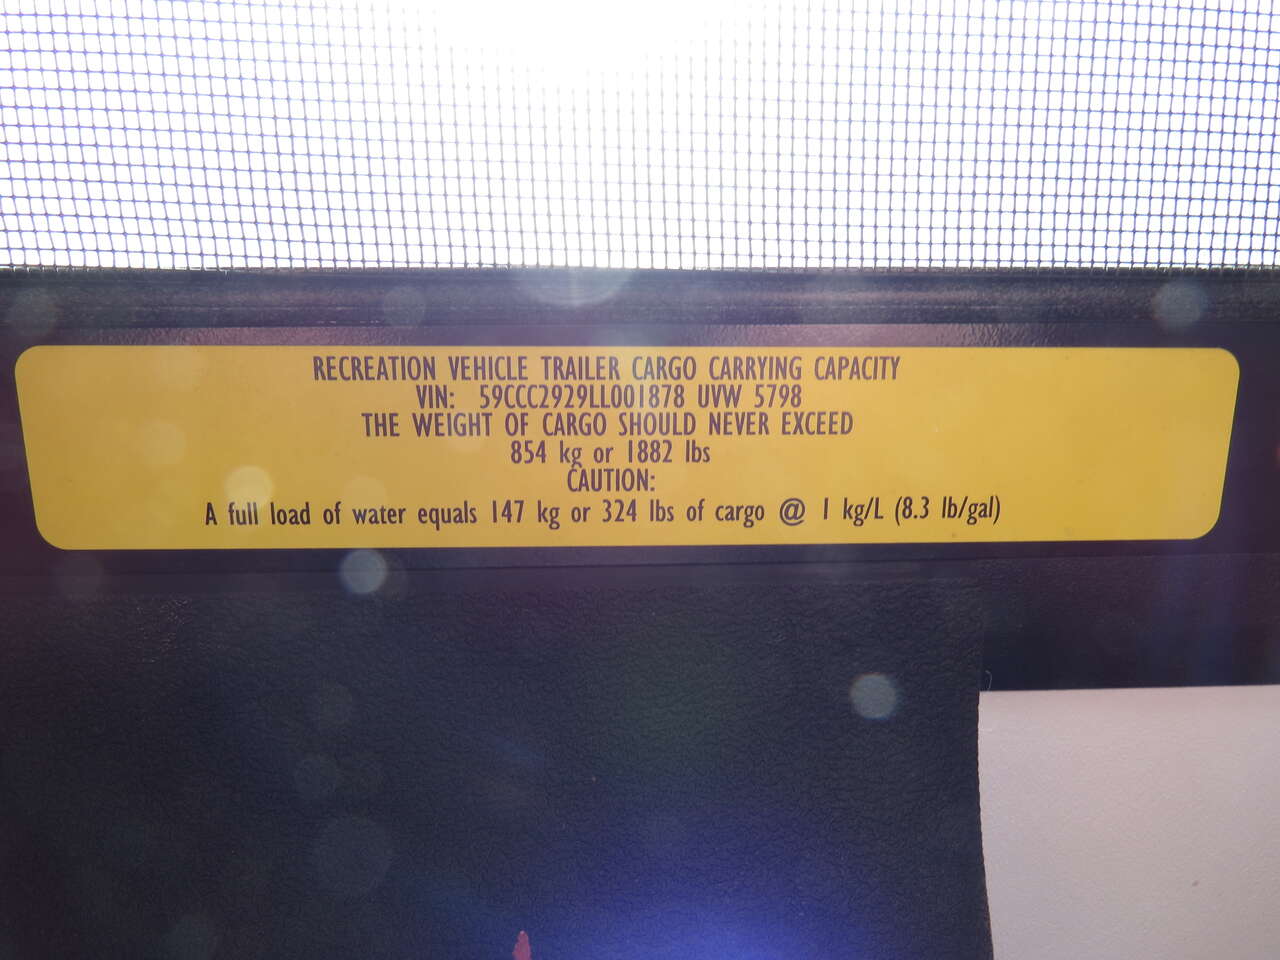 RECREATION VEHICLE TRAILER CARGO CARRYING CAPACITY
VIN: 59CCC2929LL001878 UVW 5798
THE WEIGHT OF CARGO SHOULD NEVER EXCEED
854 kg or 1882 lbs
CAUTION:
A full load of water equals 147 kg or 324 lbs of cargo @ 1 kg/L (8.3 lb/gal)